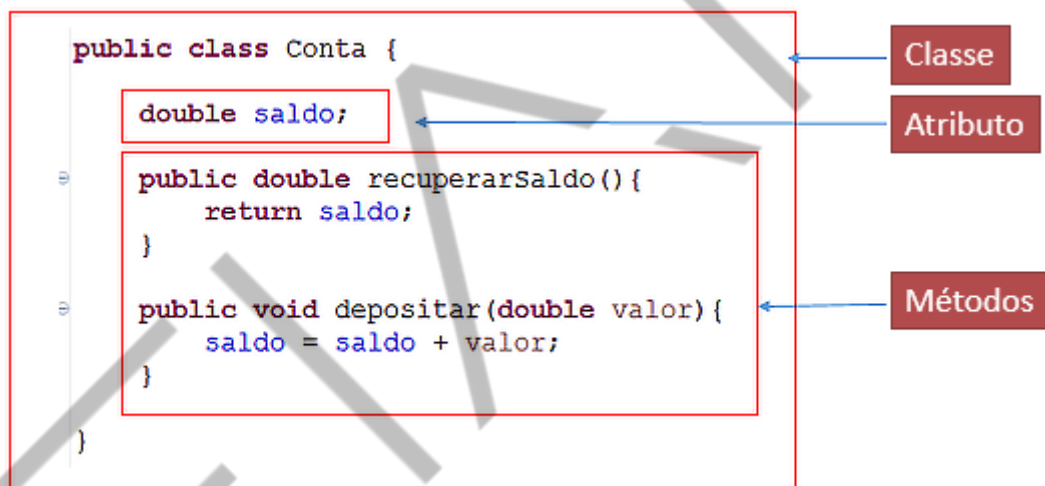 public class Conta {
Classe
double saldo;
Atributo
public double recuperarSaldo(){
return saldo;
}
public void depositar(double valor){
Métodos
saldo = saldo + valor;
}
}